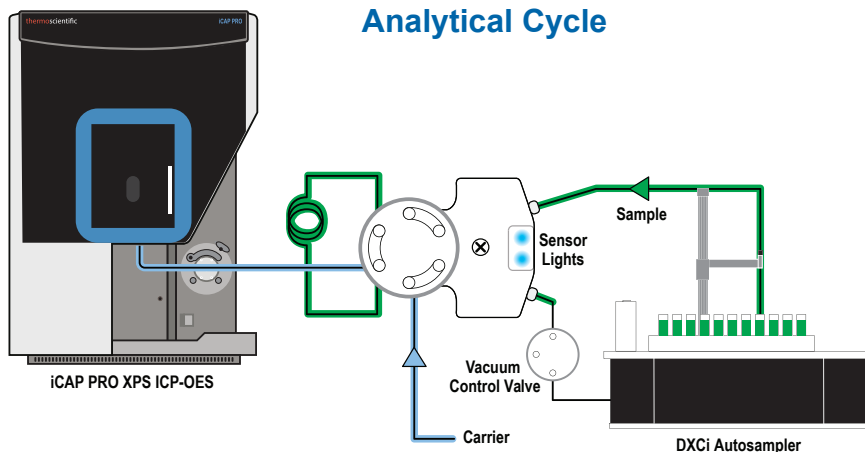 Analytical Cycle
thermoscientific
iCAP PRO
Sample
Sensor
Lights
Vacuum
Control Valve
iCAP PRO XPS ICP-OES
Carrier
DXCi Autosampler